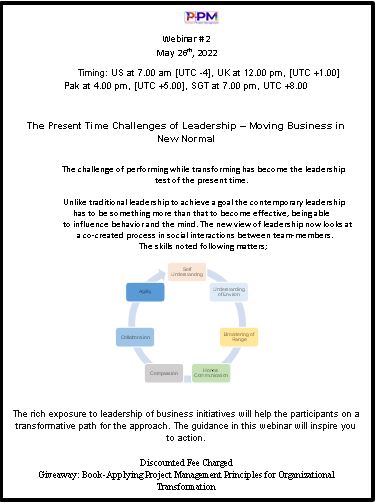 PiPM
Webinar #2
May 26th, 2022
Timing: US at 7.00 am [UTC -4], UK at 12.00 pm, [UTC +1.00]
Pak at 4.00 pm, [UTC +5.00], SGT at 7.00 pm, UTC +8.00
The Present Time Challenges of Leadership – Moving Business in
New Normal
The challenge of performing while transforming has become the leadership
test of the present time.
Unlike traditional leadership to achieve a goal the contemporary leadership
has to be something more than that to become effective, being able
to influence behavior and the mind. The new view of leadership now looks at
a co-created process in social interactions between team-members.
The skills noted following matters;
Self
Understanding
Understanding
of Environ
Broadening of
Range
Honest
Communication
Compassion
Collaboration
Agility
The rich exposure to leadership of business initiatives will help the participants on a
transformative path for the approach. The guidance in this webinar will inspire you
to action.
Discounted Fee Charged
Giveaway: Book-Applying Project Management Principles for Organizational
Transformation